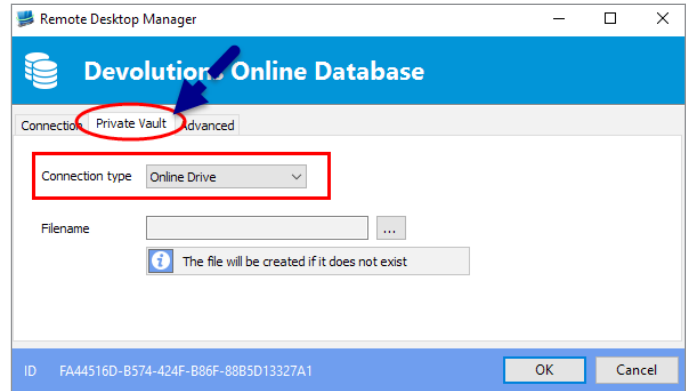 Remote Desktop Manager
Devolutions Online Database
Connection Private Vault Advanced
Connection type Online Drive
Filename ...
The file will be created if it does not exist
ID FA44516D-B574-424F-B86F-88B5D13327A1 OK Cancel